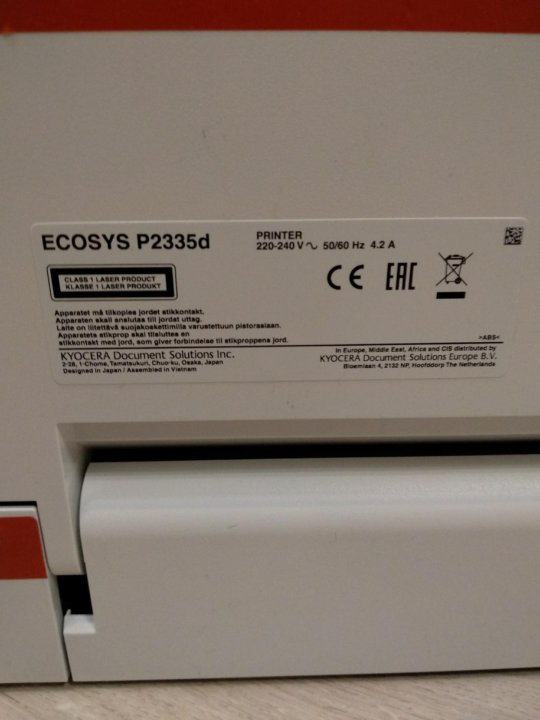 ECOSYS P2335d
PRINTER
220-240 V ~ 50/60 Hz 4.2 A
CLASS 1 LASER PRODUCT
KLASSE 1 LASER PRODUKT
CE EAC
Apparatet må tilkoples jordet stikkontakt.
Apparaten skall anslutas till jordat uttag.
Laite on liitettävä suojakoskettimilla varustettuun pistorasiaan.
Apparatets stikprop skal tilsluttes en
stikkontakt med jord, som giver forbindelse til stikproppens jord.
>ABS<
KYOCERA Document Solutions Inc.
2-28, 1-Chome, Tamatsukuri, Chuo-ku, Osaka, Japan
Designed in Japan / Assembled in Vietnam
In Europe, Middle East, Africa and CIS distributed by
KYOCERA Document Solutions Europe B.V.
Bloemlaan 4, 2132 NP, Hoofddorp The Netherlands